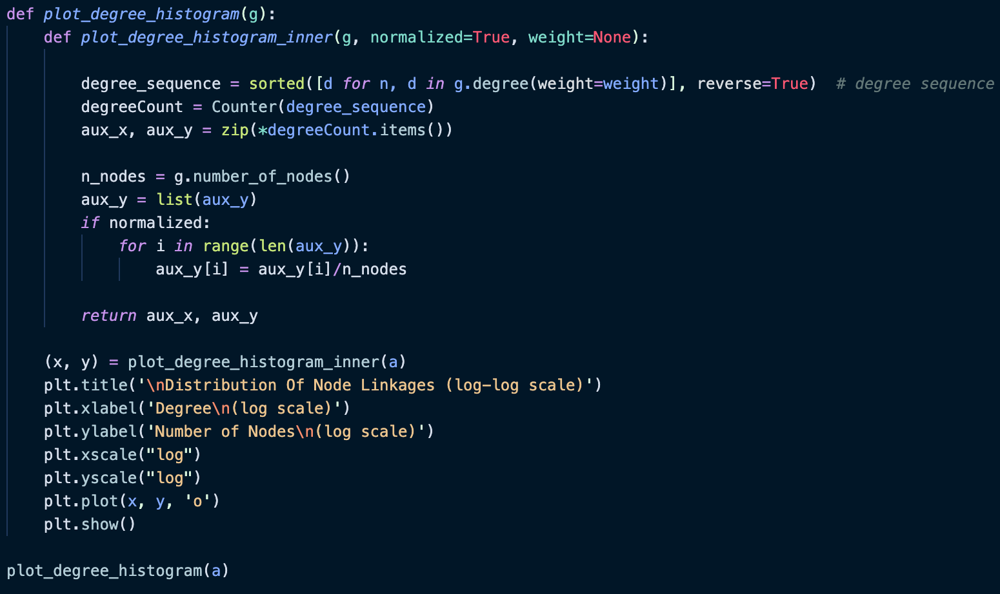 def plot_degree_histogram(g):
    def plot_degree_histogram_inner(g, normalized=True, weight=None):

        degree_sequence = sorted([d for n, d in g.degree(weight=weight)], reverse=True)  # degree sequence
        degreeCount = Counter(degree_sequence)
        aux_x, aux_y = zip(*degreeCount.items())

        n_nodes = g.number_of_nodes()
        aux_y = list(aux_y)
        if normalized:
            for i in range(len(aux_y)):
                aux_y[i] = aux_y[i]/n_nodes

        return aux_x, aux_y

    (x, y) = plot_degree_histogram_inner(a)
    plt.title('\nDistribution Of Node Linkages (log-log scale)')
    plt.xlabel('Degree\n(log scale)')
    plt.ylabel('Number of Nodes\n(log scale)')
    plt.xscale("log")
    plt.yscale("log")
    plt.plot(x, y, 'o')
    plt.show()

plot_degree_histogram(a)